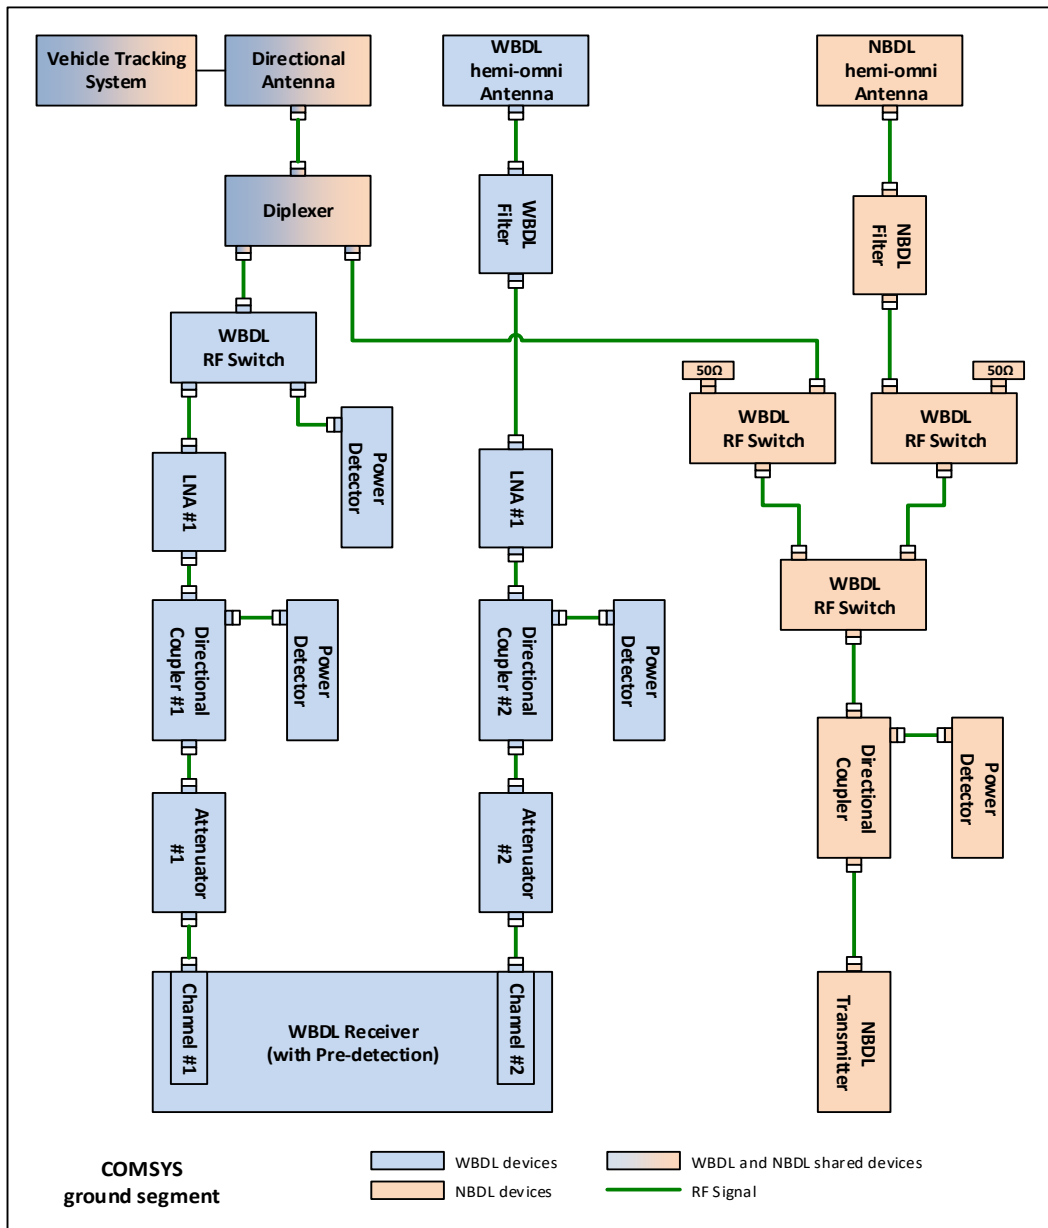 Vehicle Tracking
System
Directional
Antenna
WBDL
hemi-omni
Antenna
NBDL
hemi-omni
Antenna
Diplexer
WBDL
Filter
NBDL
Filter
WBDL
RF Switch
50Ω
50Ω
WBDL
RF Switch
WBDL
RF Switch
Power
Detector
LNA #1
LNA #1
WBDL
RF Switch
Directional
Coupler #1
Power
Detector
Directional
Coupler #2
Power
Detector
Directional
Coupler
Power
Detector
Attenuator
#1
Attenuator
#2
Channel #1
WBDL Receiver
(with Pre-detection)
Channel #2
NBDL
Transmitter
COMSYS
ground segment
WBDL devices
NBDL devices
WBDL and NBDL shared devices
RF Signal